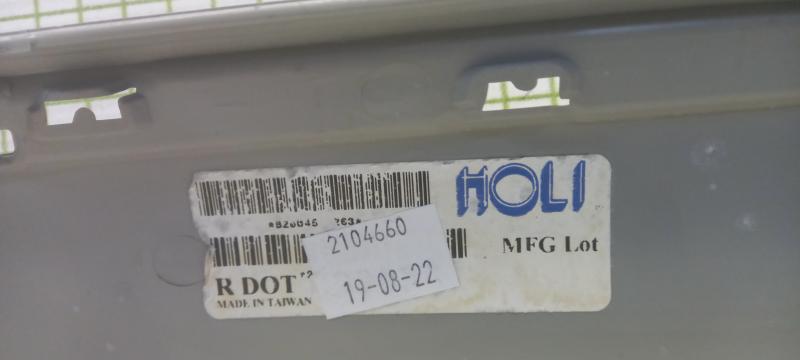 HOLI
2104660
MFG Lot
R DOT
19-08-22
MADE IN TAIWAN